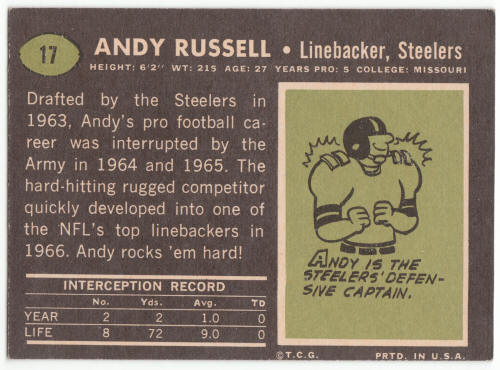 17
ANDY RUSSELL • Linebacker, Steelers
HEIGHT: 6'2" WT: 215 AGE: 27 YEARS PRO: 5 COLLEGE: MISSOURI
Drafted by the Steelers in
1963, Andy's pro football ca-
reer was interrupted by the
Army in 1964 and 1965. The
hard-hitting rugged competitor
quickly developed into one of
the NFL's top linebackers in
1966. Andy rocks 'em hard!
INTERCEPTION RECORD
No. Yds. Avg. TD
YEAR 2 2 1.0 0
LIFE 8 72 9.0 0
ANDY IS THE
STEELERS' DEFEN-
SIVE CAPTAIN.
©T.C.G. PRTD. IN U.S.A.